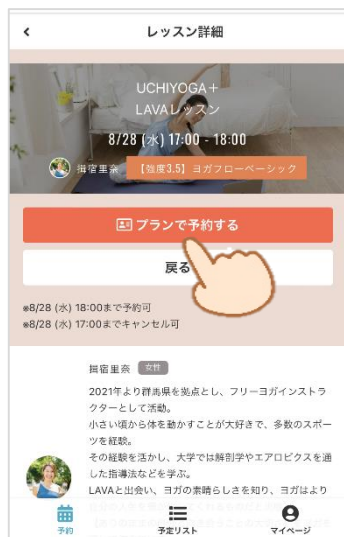 レッスン詳細
UCHIYOGA+
LAVAレッスン
8/28 (水) 17:00 - 18:00
揖宿里奈 【強度3.5】ヨガフローベーシック
プランで予約する
戻る
※8/28 (水) 18:00まで予約可
※8/28 (水) 17:00までキャンセル可
揖宿里奈 女性
2021年より群馬県を拠点とし、フリーヨガインストラ
クターとして活動。
小さい頃から体を動かすことが大好きで、多数のスポー
ツを経験。
その経験を活かし、大学では解剖学やエアロビクスを通
した指導法などを学ぶ。
LAVAと出会い、ヨガの素晴らしさを知り、ヨガはより
予約
予定リスト
マイページ